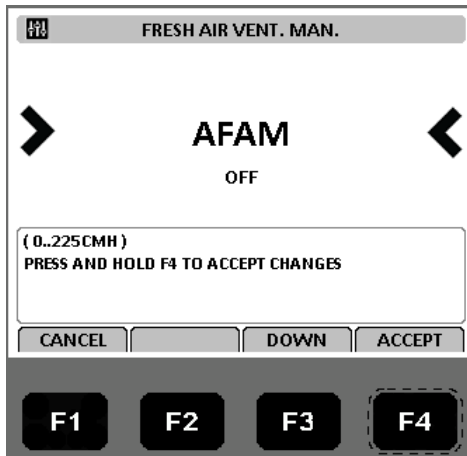 FRESH AIR VENT. MAN.
AFAM
OFF
( 0..225CMH )
PRESS AND HOLD F4 TO ACCEPT CHANGES
CANCEL DOWN ACCEPT
F1 F2 F3 F4